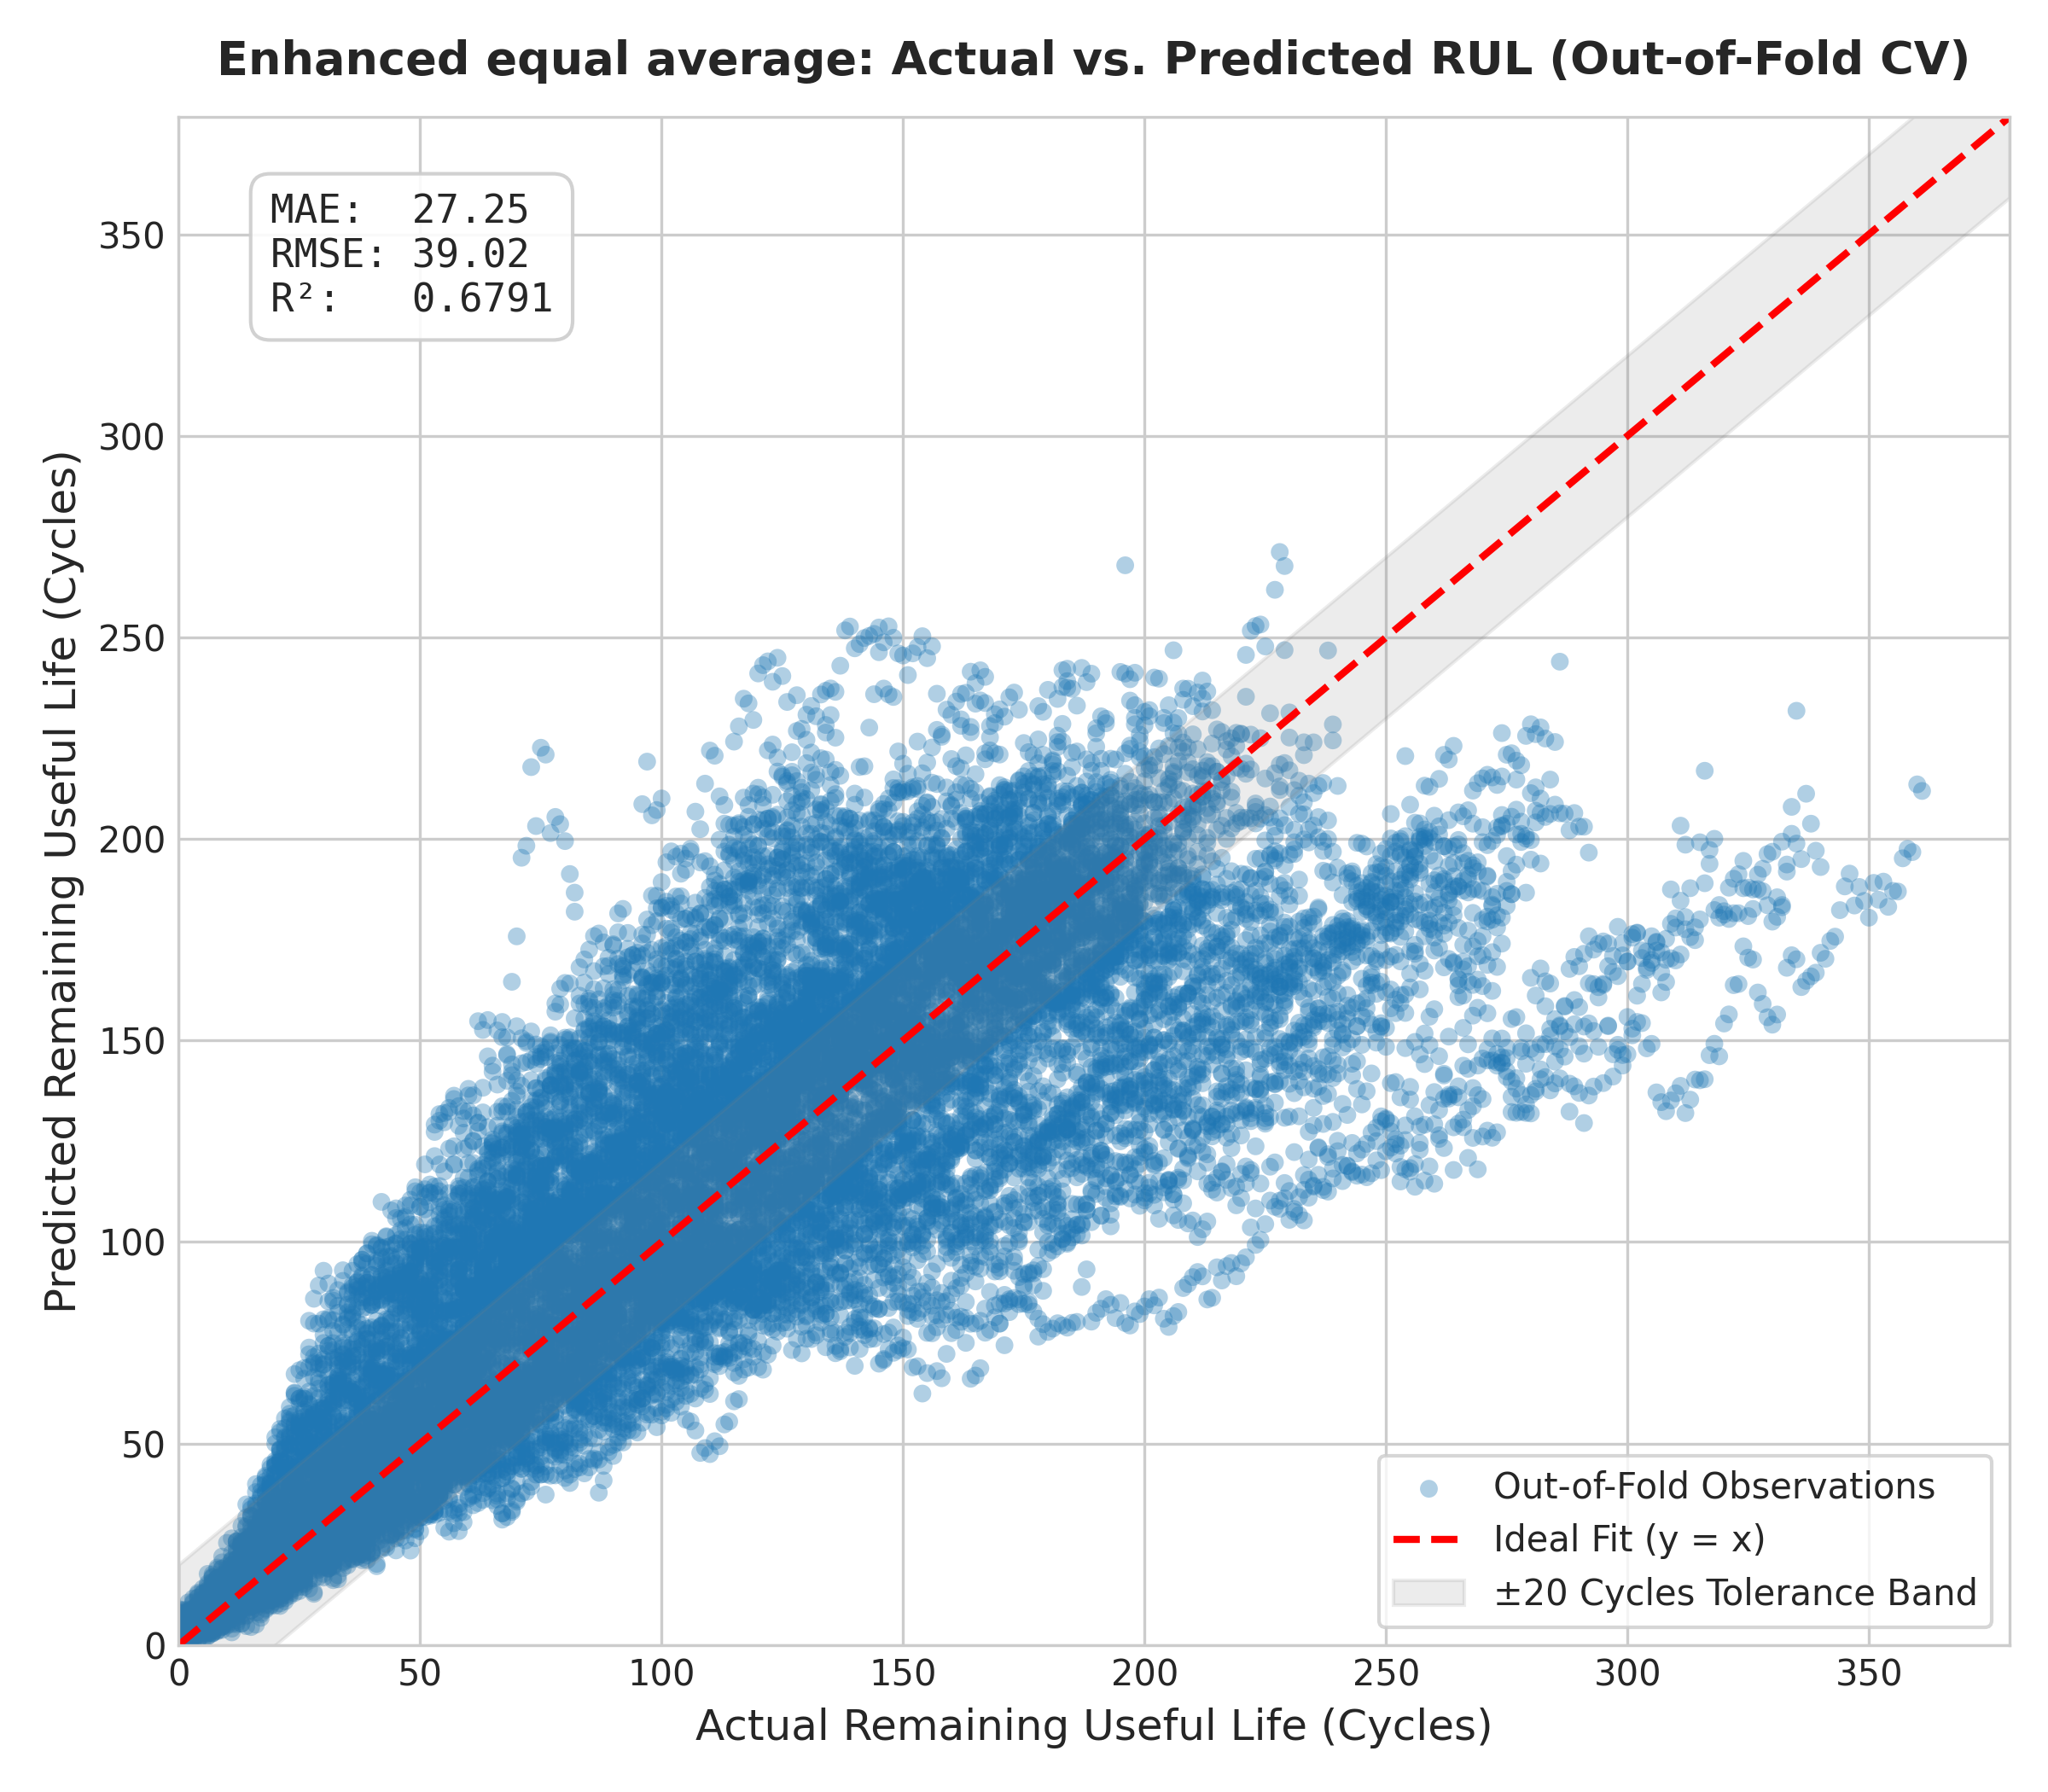 Enhanced equal average: Actual vs. Predicted RUL (Out-of-Fold CV)
MAE:  27.25
RMSE: 39.02
R²:   0.6791
Predicted Remaining Useful Life (Cycles)
350
300
250
200
150
100
50
0
Out-of-Fold Observations
Ideal Fit (y = x)
±20 Cycles Tolerance Band
0 50 100 150 200 250 300 350
Actual Remaining Useful Life (Cycles)